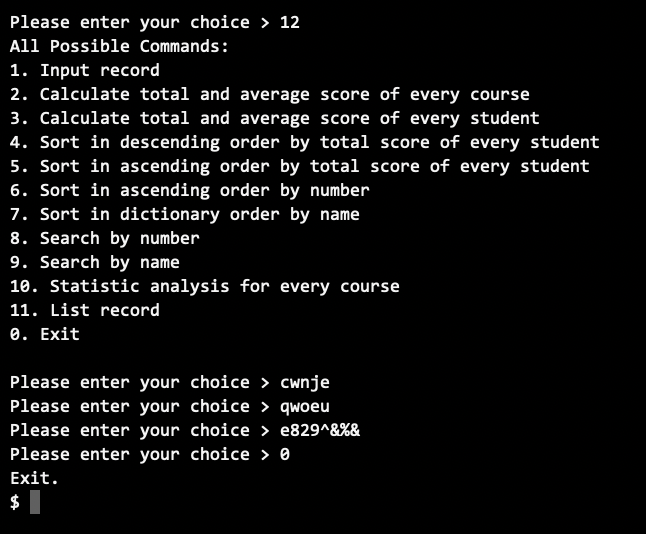 Please enter your choice > 12
All Possible Commands:
1. Input record
2. Calculate total and average score of every course
3. Calculate total and average score of every student
4. Sort in descending order by total score of every student
5. Sort in ascending order by total score of every student
6. Sort in ascending order by number
7. Sort in dictionary order by name
8. Search by number
9. Search by name
10. Statistic analysis for every course
11. List record
0. Exit
Please enter your choice > cwnje
Please enter your choice > qwoeu
Please enter your choice > e829^&%&
Please enter your choice > 0
Exit.
$